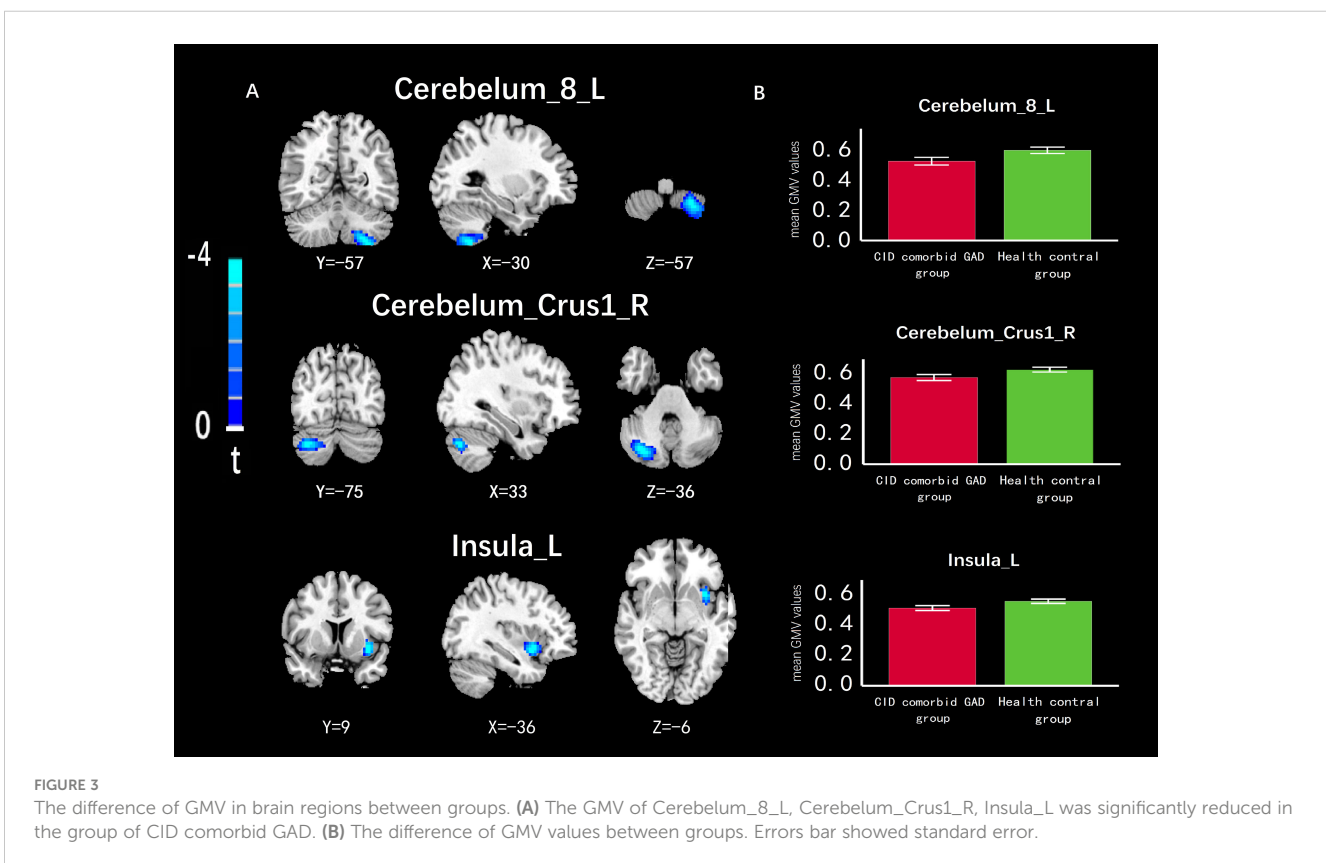 A
Cerebelum_8_L
Y=-57
X=-30
Z=-57
-4
0
t
Cerebelum_Crus1_R
Y=-75
X=33
Z=-36
Insula_L
Y=9
X=-36
Z=-6
B
Cerebelum_8_L
mean GMV values
0.6
0.4
0.2
0.0
CID comorbid GAD
group
Health contral
group
Cerebelum_Crus1_R
mean GMV values
0.6
0.4
0.2
0.0
CID comorbid GAD
group
Health contral
group
Insula_L
mean GMV values
0.6
0.4
0.2
0.0
CID comorbid GAD
group
Health contral
group
FIGURE 3
The difference of GMV in brain regions between groups. (A) The GMV of Cerebelum_8_L, Cerebelum_Crus1_R, Insula_L was significantly reduced in
the group of CID comorbid GAD. (B) The difference of GMV values between groups. Errors bar showed standard error.